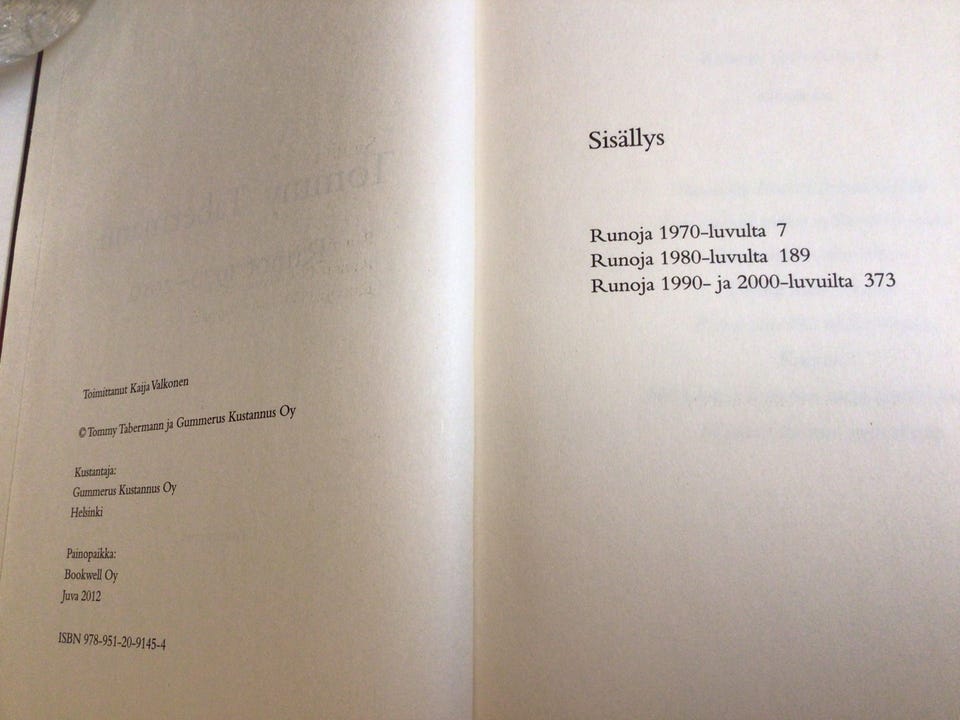 Toimittanut Kaija Valkonen
© Tommy Tabermann ja Gummerus Kustannus Oy
Kustantaja:
Gummerus Kustannus Oy
Helsinki
Painopaikka:
Bookwell Oy
Juva 2012
ISBN 978-951-20-9145-4
Sisällys
Runoja 1970-luvulta 7
Runoja 1980-luvulta 189
Runoja 1990- ja 2000-luvuilta 373